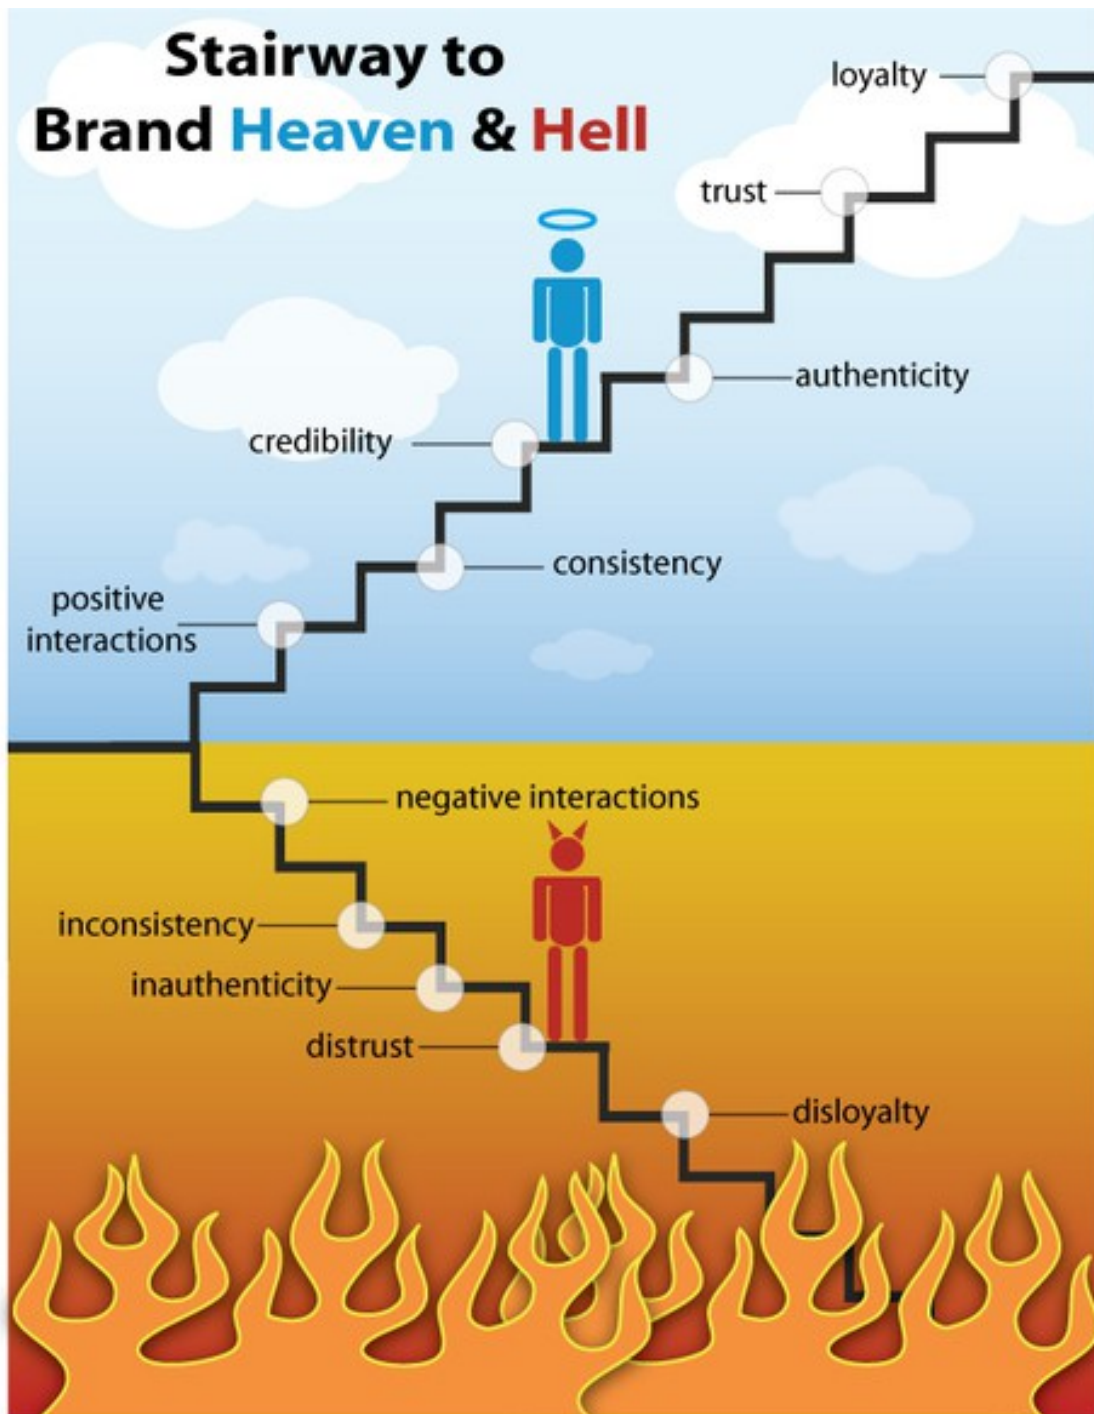 Stairway to
Brand Heaven & Hell
loyalty
trust
authenticity
credibility
consistency
positive
interactions
negative interactions
inconsistency
inauthenticity
distrust
disloyalty